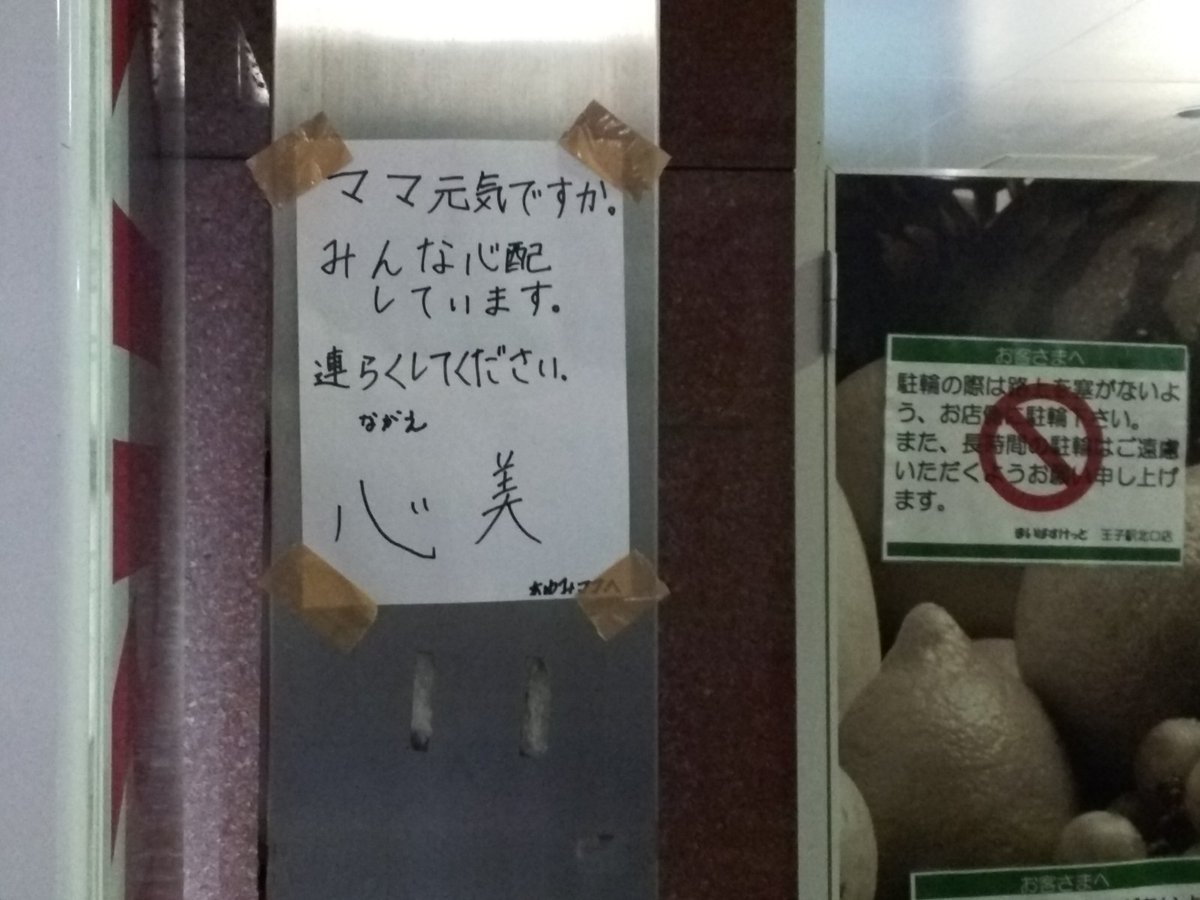 ママ元気ですか。
みんな心配
しています。
連らくしてください。
ながえ
心美
お客さまへ
駐輪の際は路上を塞がないよ
う、お店側に駐輪下さい。
また、長時間の駐輪はご遠慮
いただくようお願い申し上げ
ます。
まいばすけっと 王子駅北口店
お客さまへ